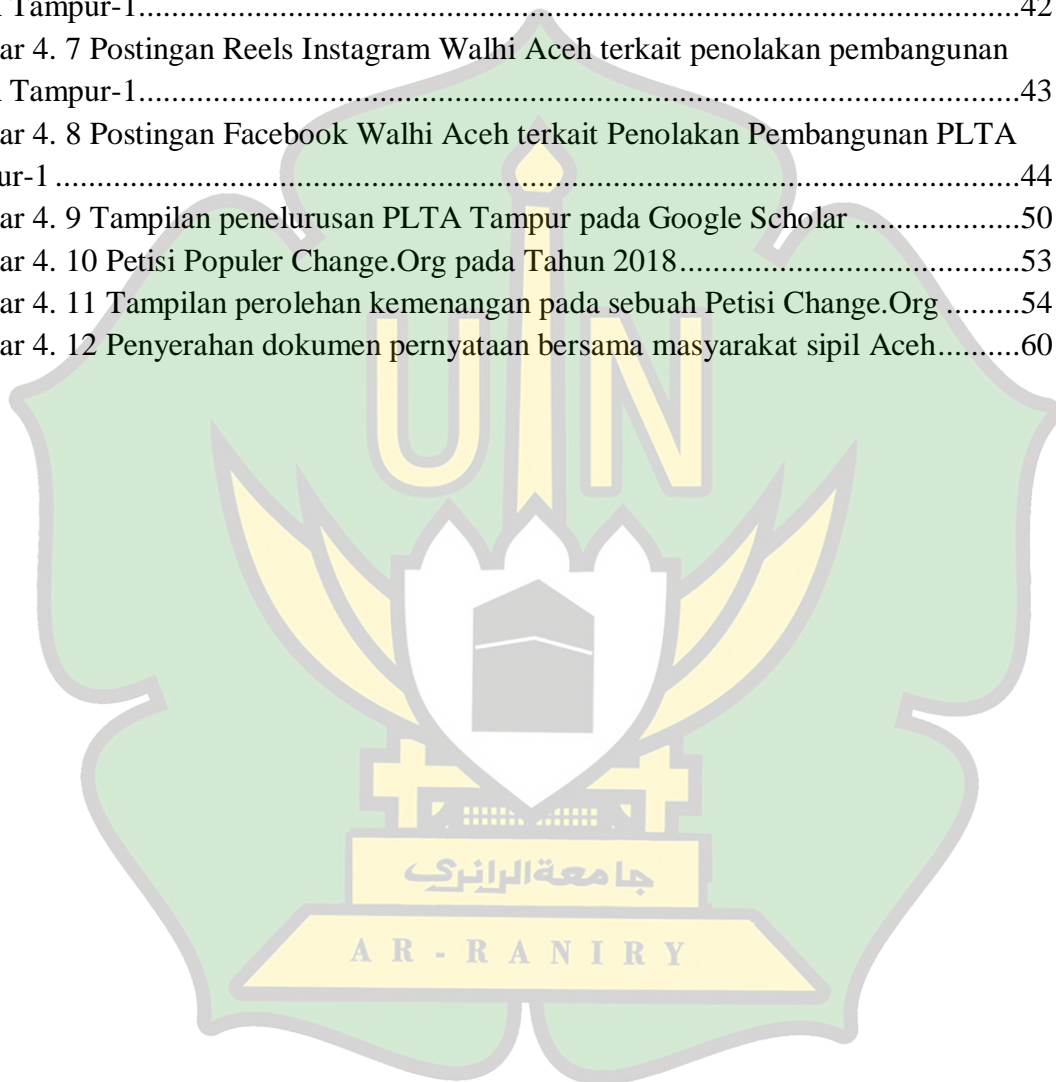 Tampur-1....................................................................................................42
ar 4. 7 Postingan Reels Instagram Walhi Aceh terkait penolakan pembangunan
Tampur-1....................................................................................................43
ar 4. 8 Postingan Facebook Walhi Aceh terkait Penolakan Pembangunan PLTA
ur-1 .............................................................................................................44
ar 4. 9 Tampilan penelurusan PLTA Tampur pada Google Scholar ..................50
ar 4. 10 Petisi Populer Change.Org pada Tahun 2018.......................................53
ar 4. 11 Tampilan perolehan kemenangan pada sebuah Petisi Change.Org .........54
ar 4. 12 Penyerahan dokumen pernyataan bersama masyarakat sipil Aceh..........60
UIN
جامعةالرانري
AR-RANIRY